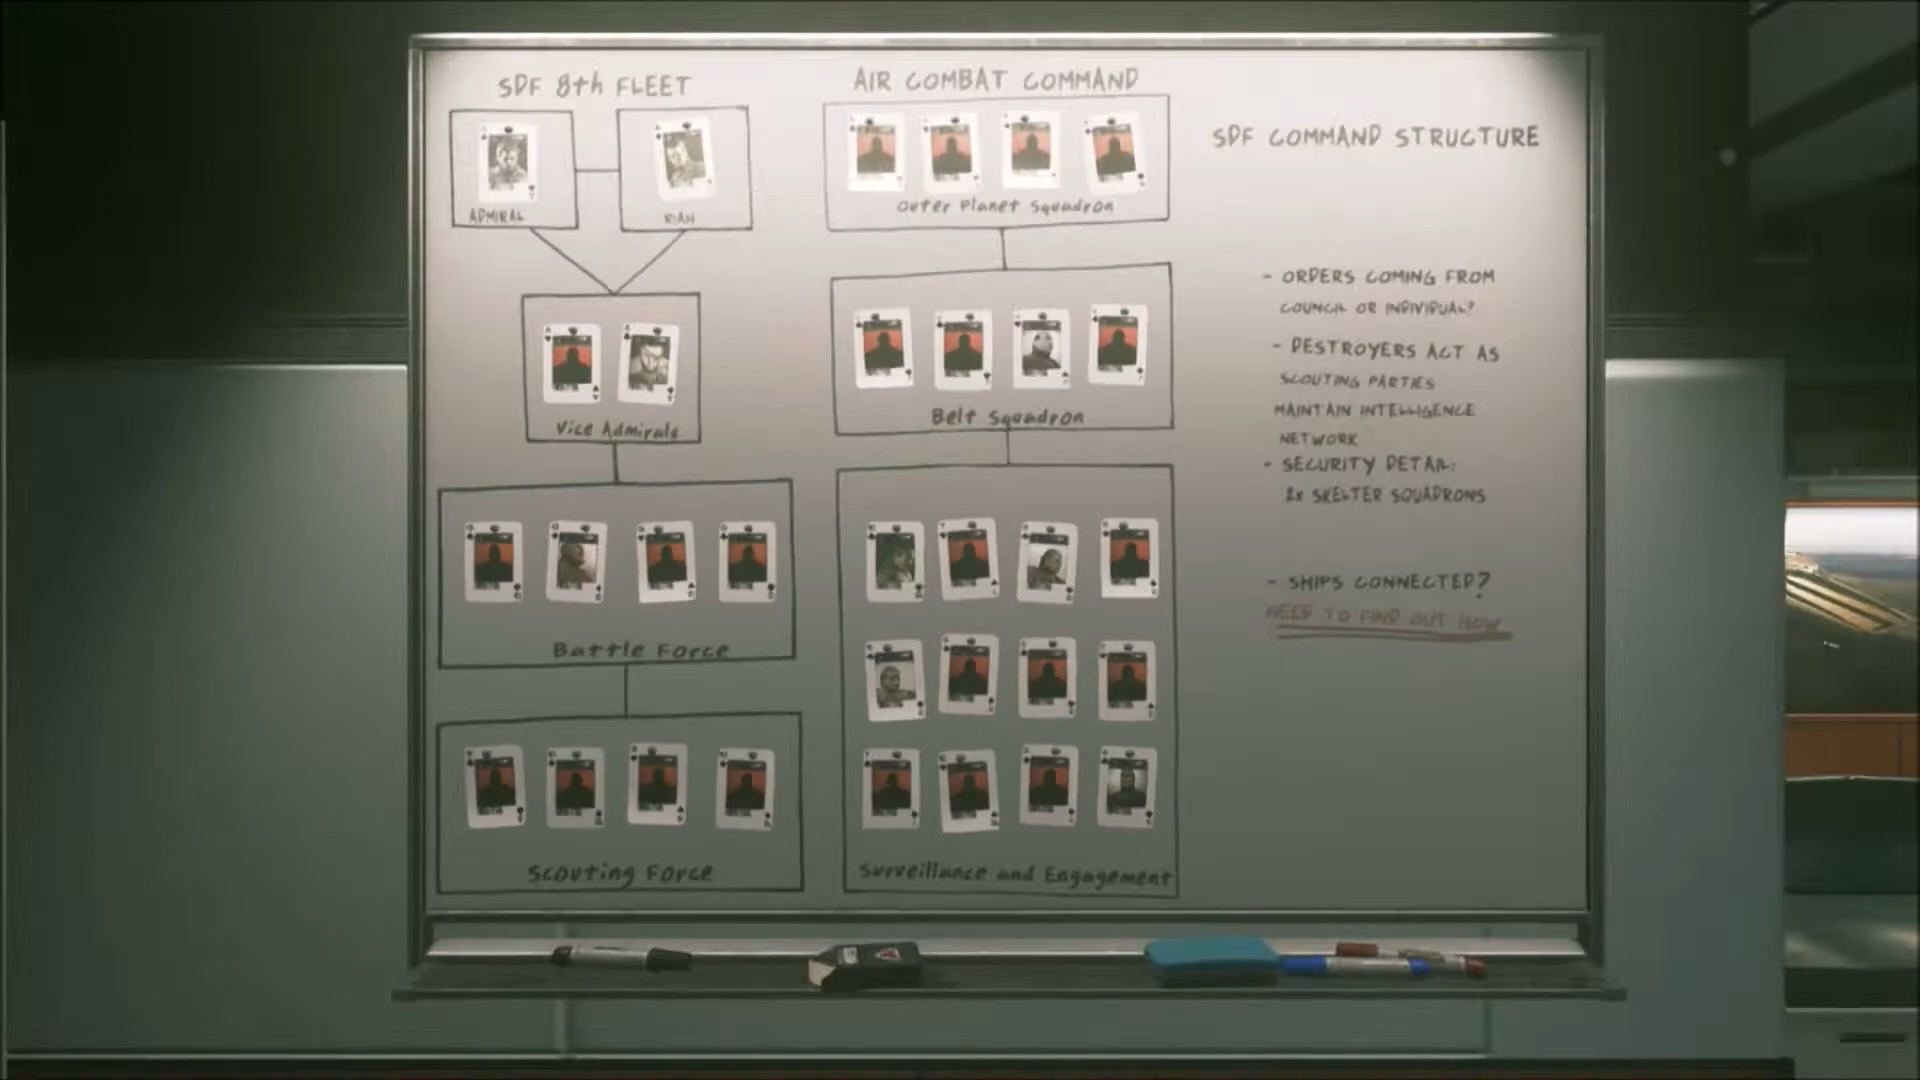 SDF 8th FLEET
ADMIRAL
RIAH
Vice Admirals
Battle Force
Scouting Force
AIR COMBAT COMMAND
Outer Planet Squadron
Belt Squadron
Surveillance and Engagement
SDF COMMAND STRUCTURE
- ORDERS COMING FROM
COUNCIL OR INDIVIDUAL?
- DESTROYERS ACT AS
SCOUTING PARTIES
MAINTAIN INTELLIGENCE
NETWORK
- SECURITY DETAIL:
2x SKELTER SQUADRONS
- SHIPS CONNECTED?
NEED TO FIND OUT HOW